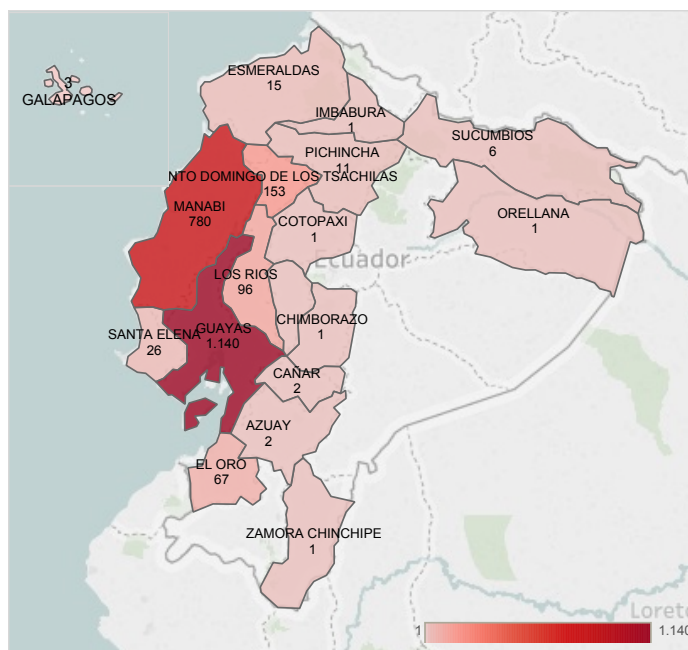 ESMERALDAS
15
3
GALAPAGOS
IMBABURA
1
SUCUMBIOS
6
PICHINCHA
11
NTO DOMINGO DE LOS TSACHILAS
153
MANABI
780
ORELLANA
1
COTOPAXI
1
Ecuador
LOS RIOS
96
GUAYAS
1.140
SANTA ELENA
26
CHIMBORAZO
1
CAÑAR
2
AZUAY
2
EL ORO
67
ZAMORA CHINCHIPE
1
Loreto
1
1.140